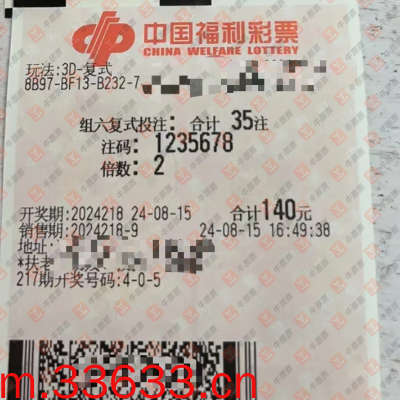 中国福利彩票
CHINA WELFARE LOTTERY
玩法:3D-复式
8B97-BF13-B232-7
组六复式投注: 合计 35注
注码: 1235678
倍数: 2
开奖期:2024218 24-08-15 合计140元
销售期:2024218-9 24-08-15 16:49:38
地址:
*扶老
217期开奖号码:4-0-5
m.33633.cn